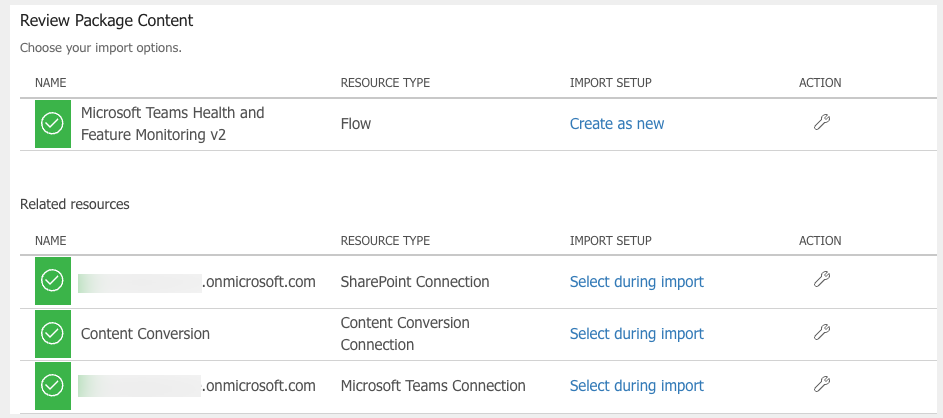 Review Package Content
Choose your import options.
NAME RESOURCE TYPE IMPORT SETUP ACTION
Microsoft Teams Health and
Feature Monitoring v2 Flow Create as new
Related resources
NAME RESOURCE TYPE IMPORT SETUP ACTION
.onmicrosoft.com SharePoint Connection Select during import
Content Conversion Content Conversion
Connection Select during import
.onmicrosoft.com Microsoft Teams Connection Select during import